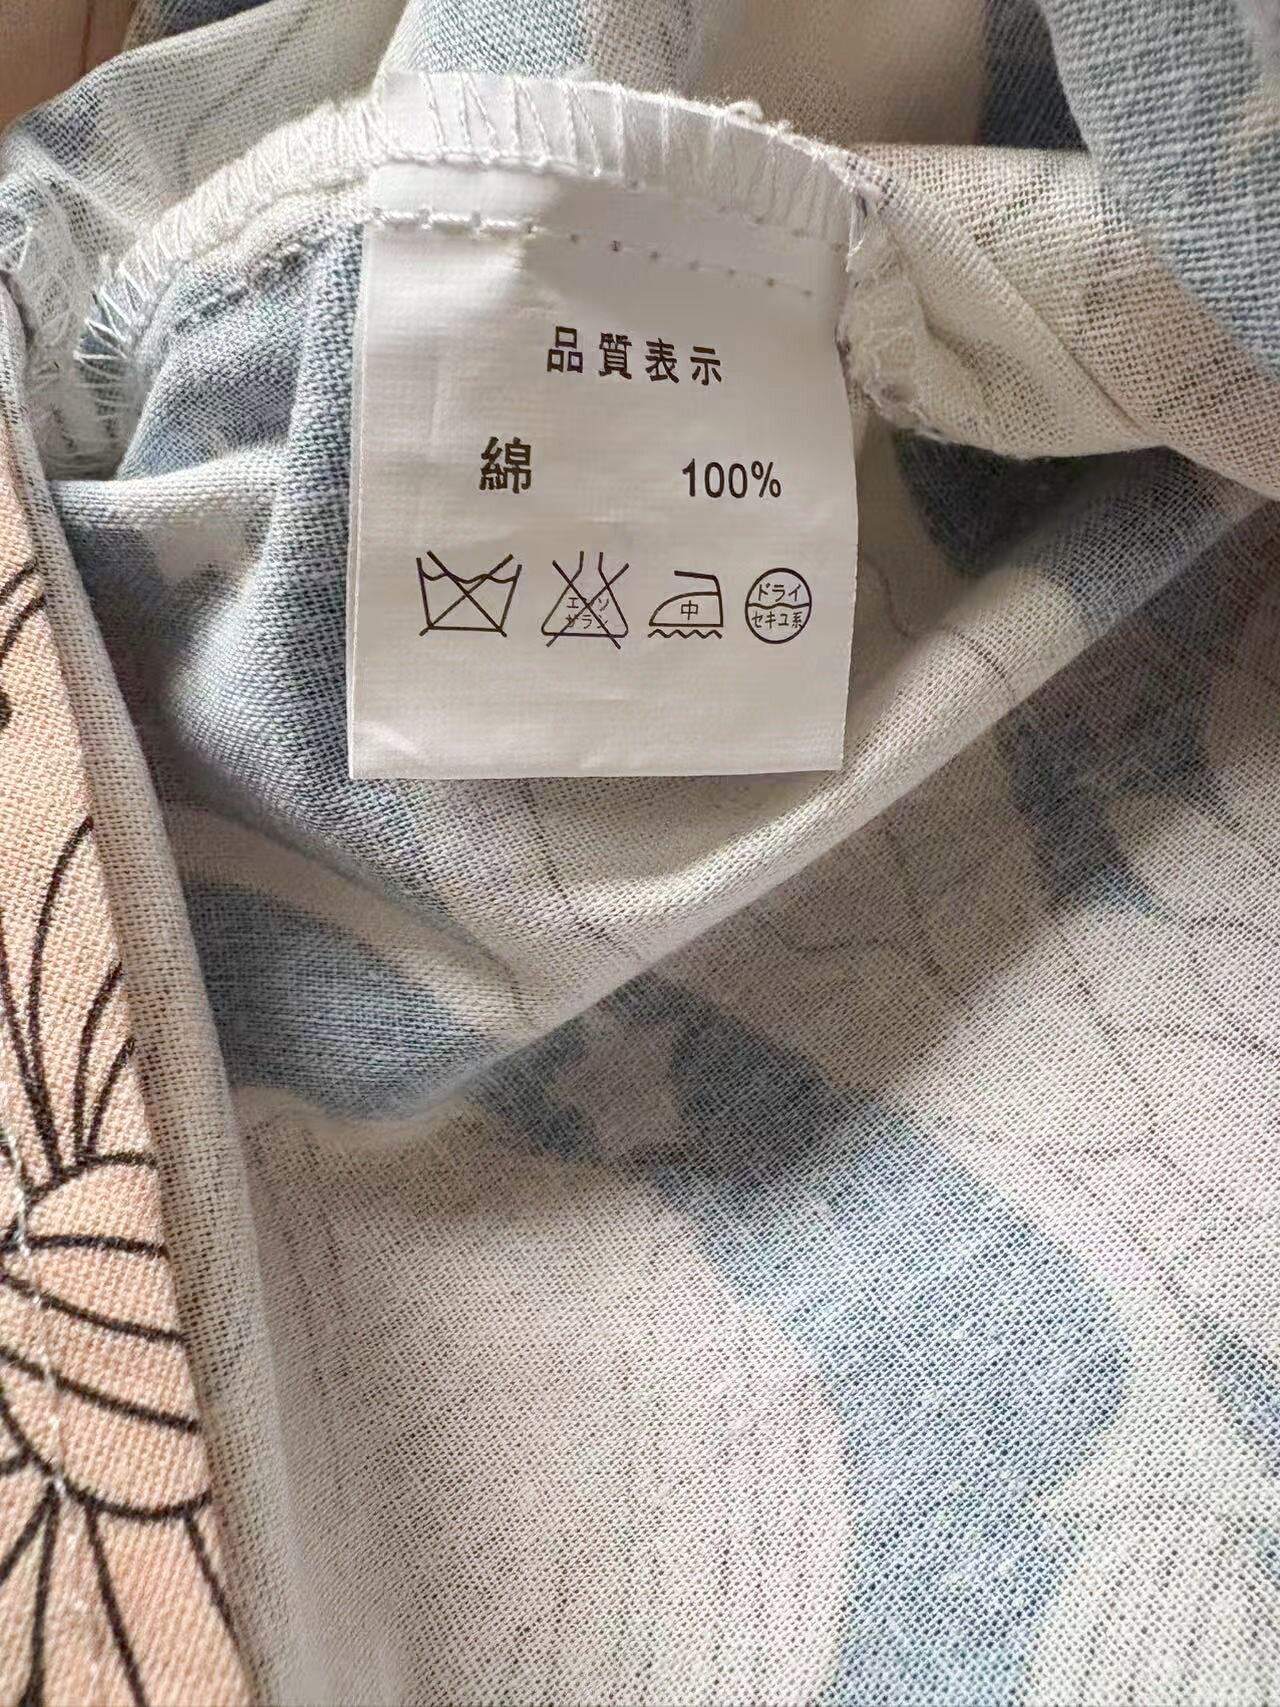 品質表示
綿 100%
エンソ
サラシ
中
ドライ
セキユ系